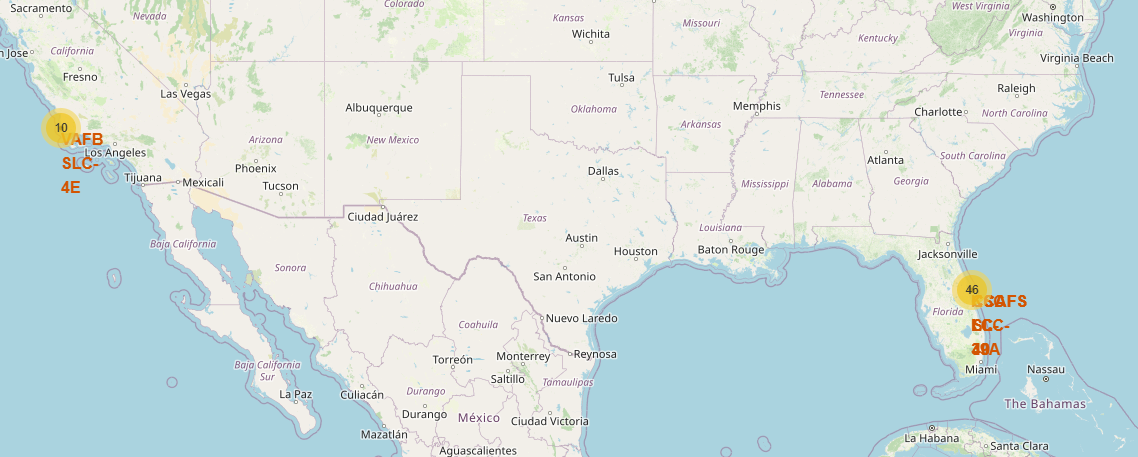 Sacramento
Nevada
Colorado
Kansas
Missouri
West Virginia
Washington
Jose
California
Wichita
Kentucky
Virginia
Virginia Beach
Fresno
Las Vegas
Tulsa
Raleigh
Albuquerque
Oklahoma
Memphis
Tennessee
Charlotte
North Carolina
10
VAFB
SLC-
4E
Los Angeles
Arizona
New Mexico
Arkansas
Atlanta
South Carolina
Phoenix
Dallas
Tijuana
Mexicali
Tucson
Mississippi
Alabama
Georgia
Ciudad Juárez
Texas
Louisiana
Baja California
Austin
Houston
Baton Rouge
Jacksonville
Sonora
San Antonio
Chihuahua
46
Florida
Nuevo Laredo
Coahuila
Torreón
Monterrey
Reynosa
Miami
Nassau
Baja California
Sur
Saltillo
Tamaulipas
La Paz
Culiacán
Durango
The Bahamas
Durango
México
Ciudad Victoria
Mazatlán
Aguascalientes
La Habana
Santa Clara